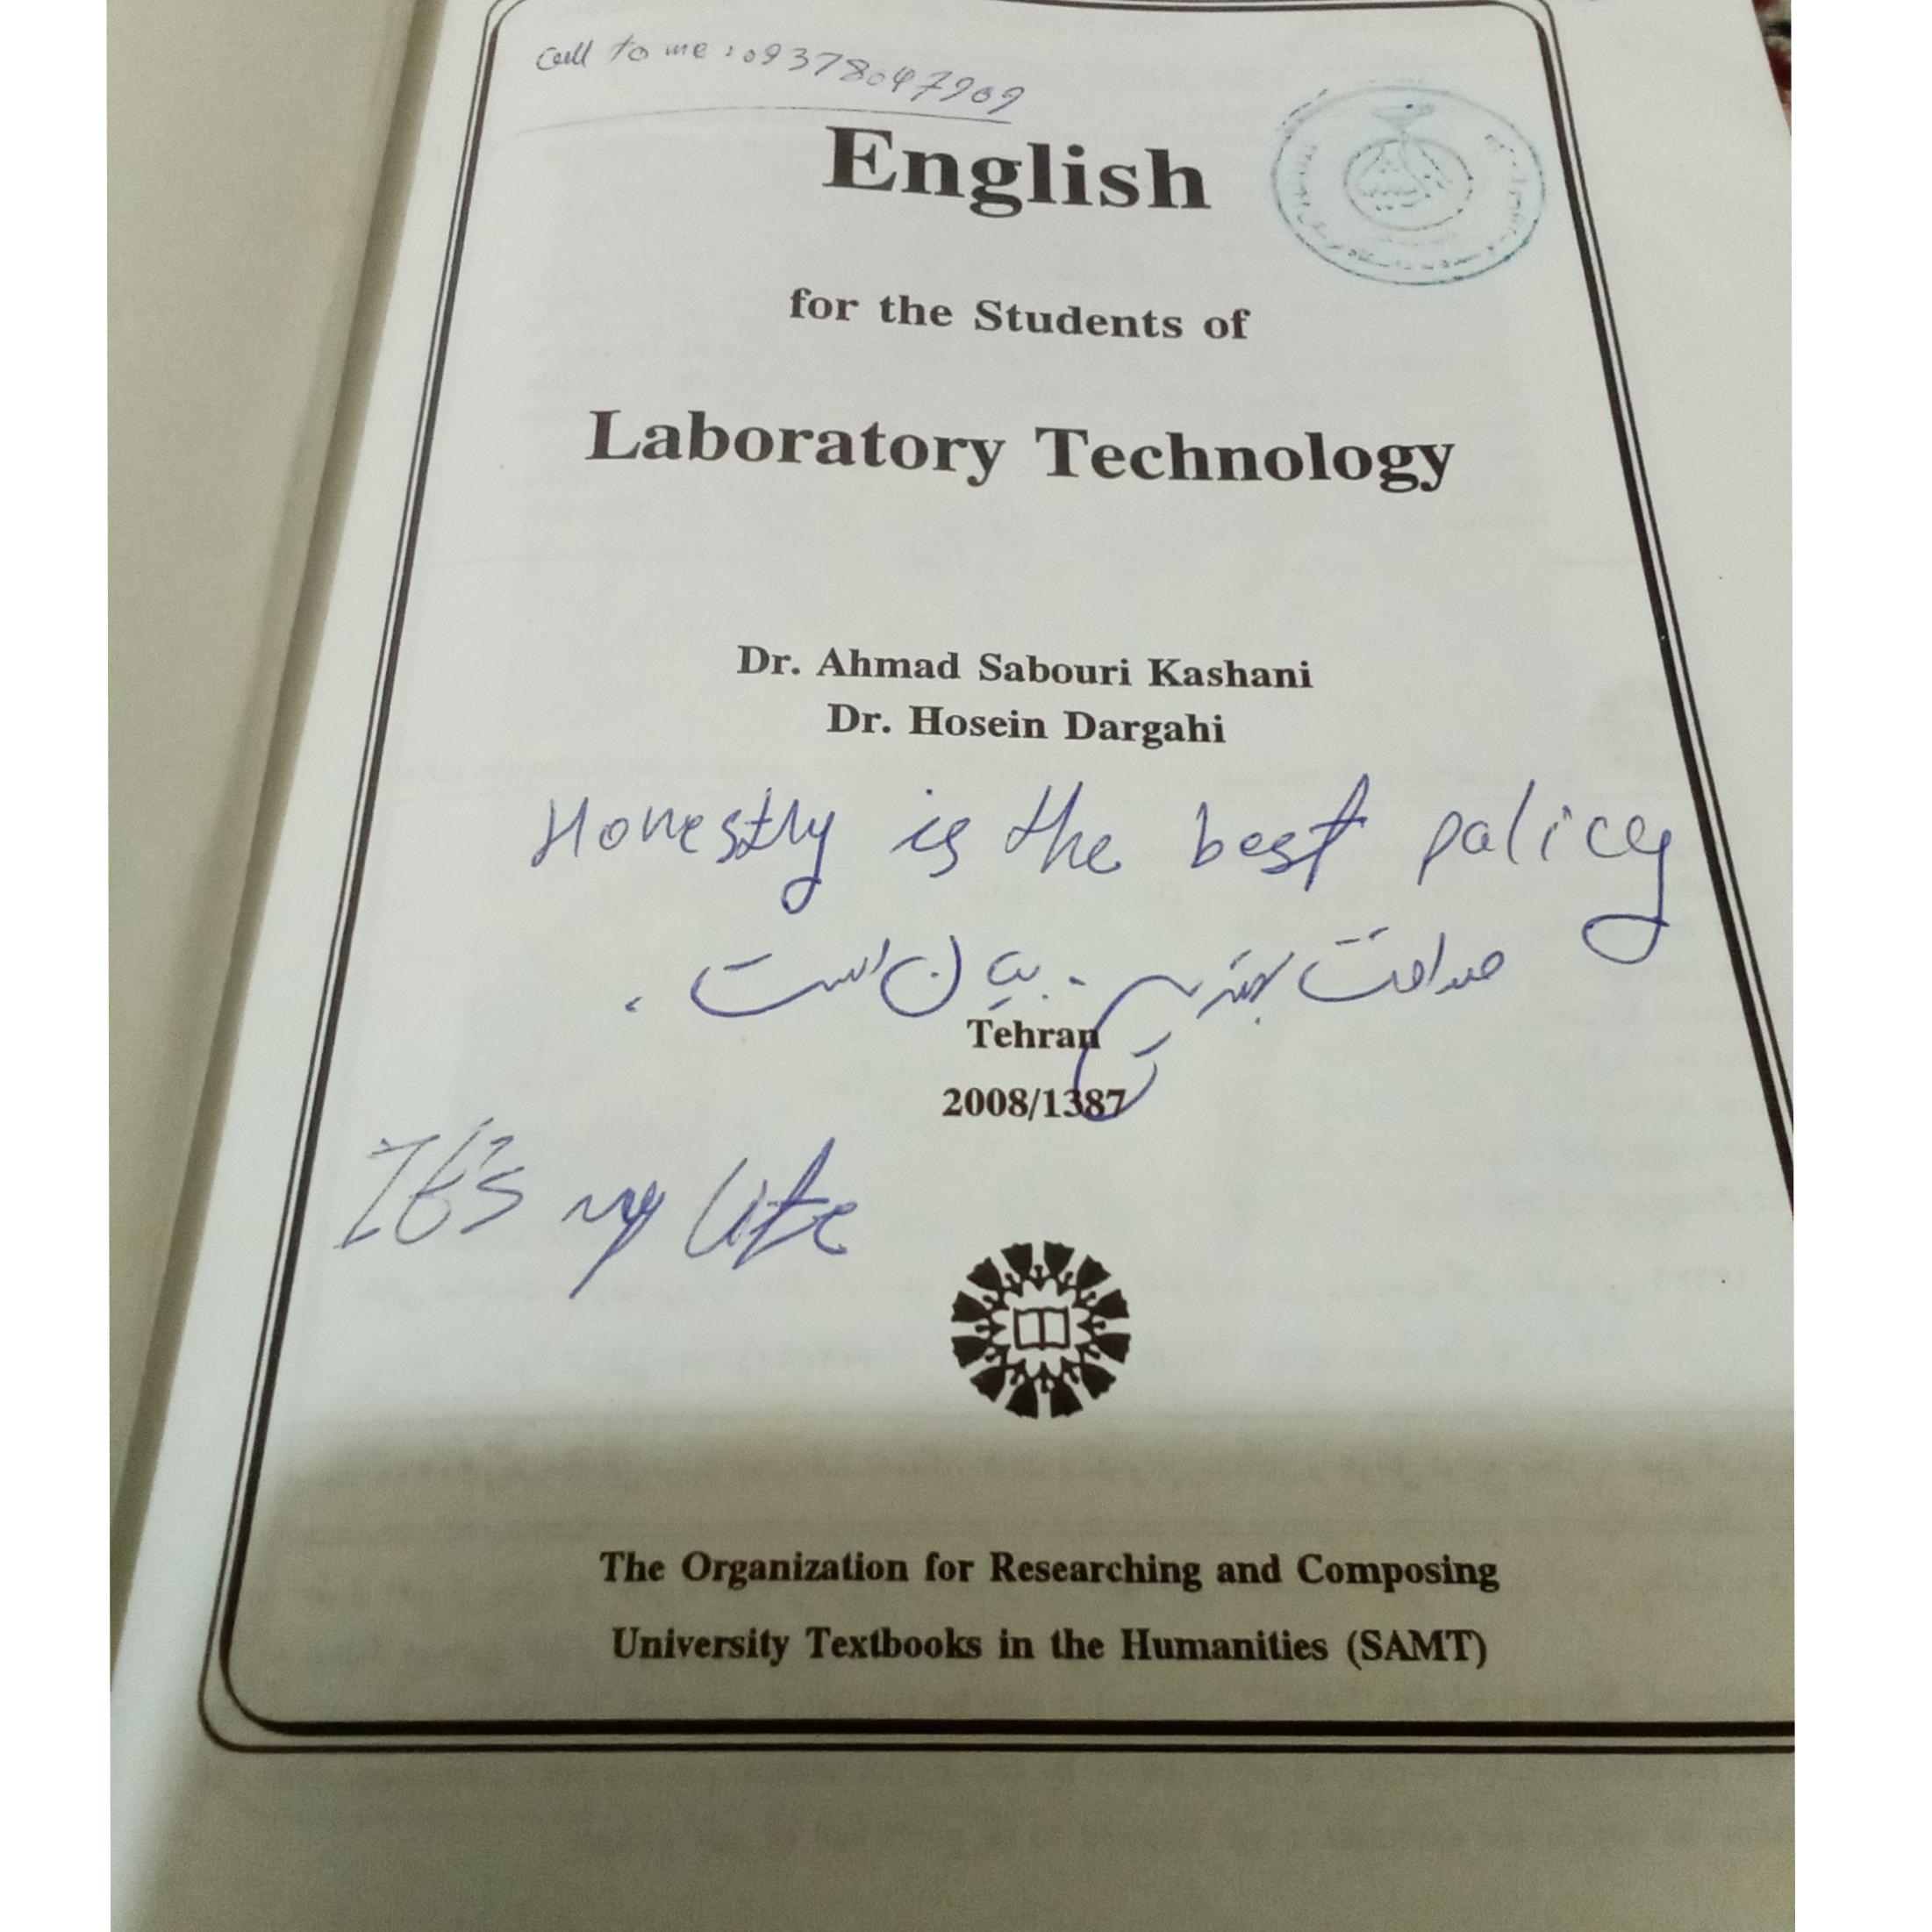 Call to me : 09378047909
English
for the Students of
Laboratory Technology
Dr. Ahmad Sabouri Kashani
Dr. Hosein Dargahi
Honestly is the best palicy
صداقت بهترین است .
Tehran
2008/1387
It's my life
The Organization for Researching and Composing
University Textbooks in the Humanities (SAMT)